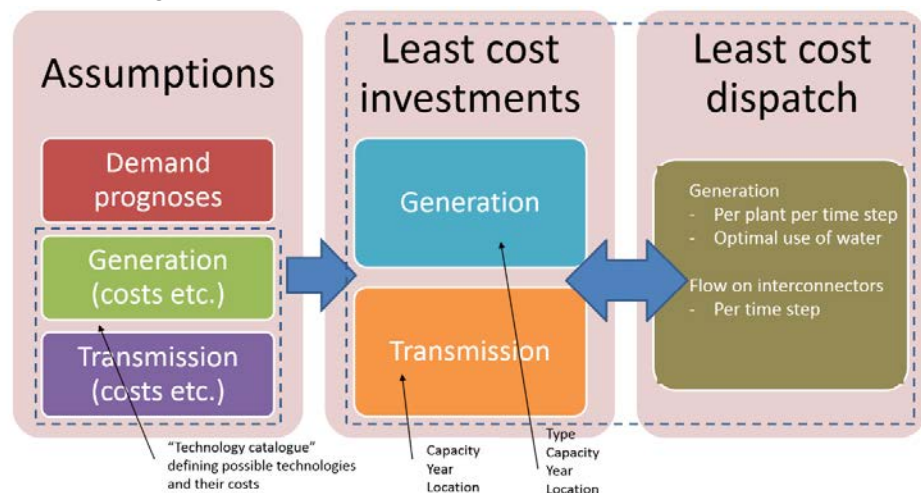 Assumptions
Demand
prognoses
Generation
(costs etc.)
Transmission
(costs etc.)
"Technology catalogue"
defining possible technologies
and their costs
Least cost
investments
Generation
Transmission
Capacity
Year
Location
Type
Capacity
Year
Location
Least cost
dispatch
Generation
- Per plant per time step
- Optimal use of water
Flow on interconnectors
- Per time step